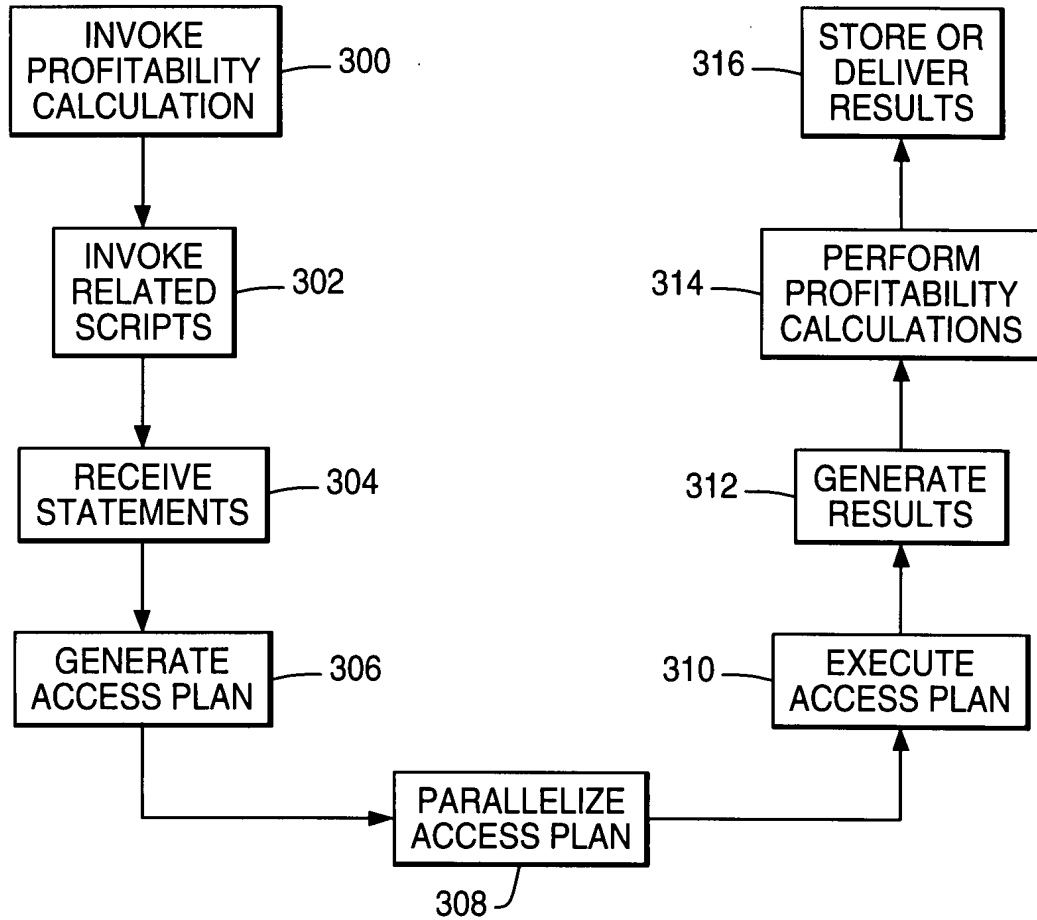 INVOKE
PROFITABILITY
CALCULATION
300
INVOKE
RELATED
SCRIPTS
302
RECEIVE
STATEMENTS
304
GENERATE
ACCESS PLAN
306
PARALLELIZE
ACCESS PLAN
308
EXECUTE
ACCESS PLAN
310
GENERATE
RESULTS
312
PERFORM
PROFITABILITY
CALCULATIONS
314
STORE OR
DELIVER
RESULTS
316